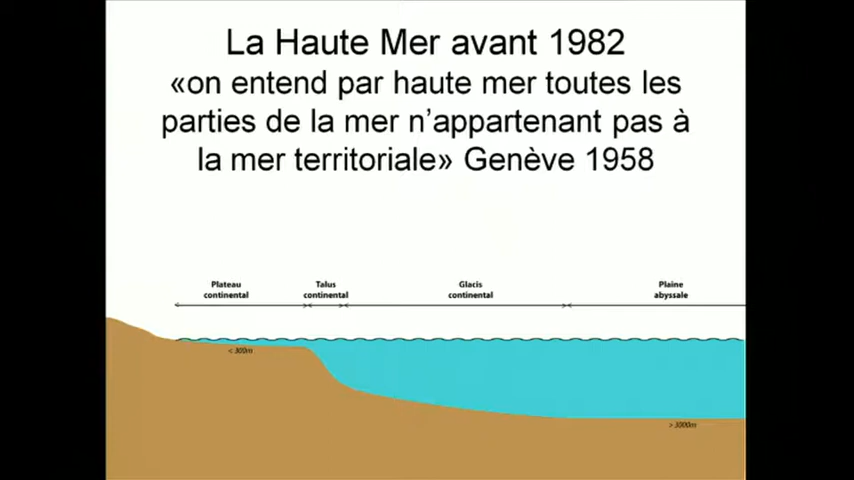 La Haute Mer avant 1982
«on entend par haute mer toutes les
parties de la mer n’appartenant pas à
la mer territoriale» Genève 1958
Plateau
continental
Talus
continental
Glacis
continental
Plaine
abyssale
< 300m
> 3000m